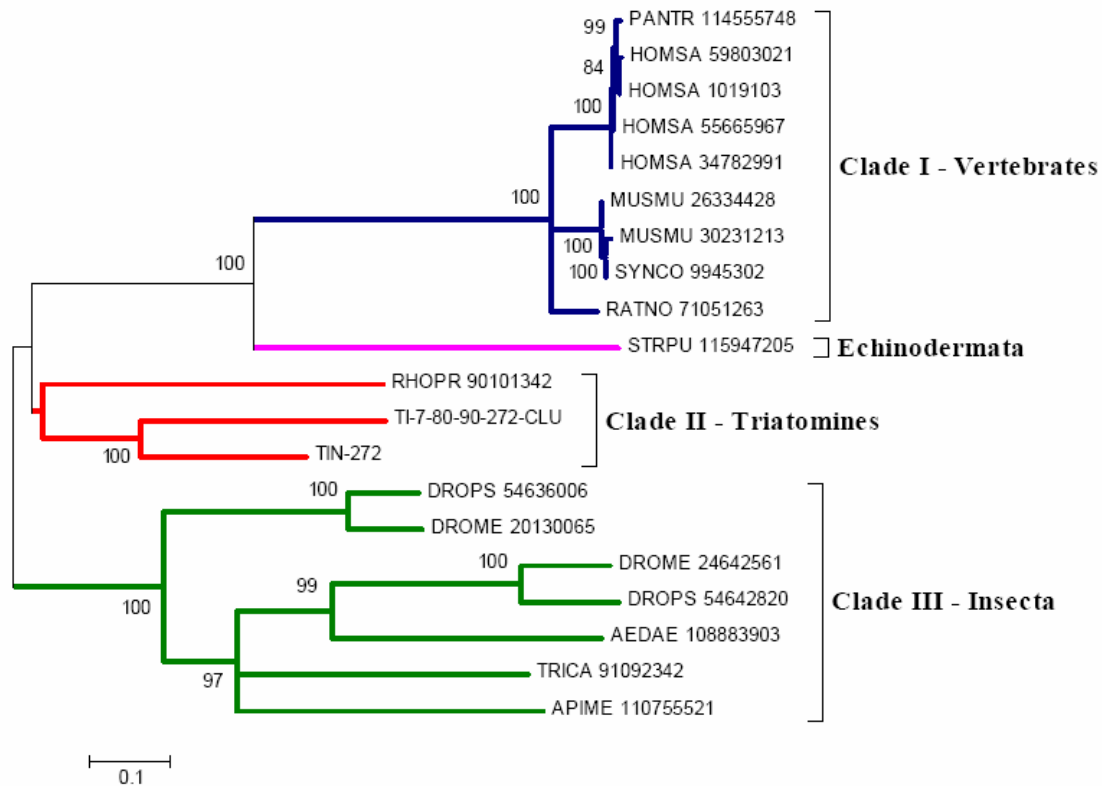 99
PANTR 114555748
84
HOMSA 59803021
HOMSA 1019103
100
HOMSA 55665967
HOMSA 34782991
Clade I - Vertebrates
100
MUSMU 26334428
100
MUSMU 30231213
100
SYNCO 9945302
100
RATNO 71051263
STRPU 115947205
Echinodermata
RHOPR 90101342
TI-7-80-90-272-CLU
Clade II - Triatomines
100
TIN-272
100
DROPS 54636006
DROME 20130065
100
DROME 24642561
99
DROPS 54642820
Clade III - Insecta
100
AEDAE 108883903
97
TRICA 91092342
APIME 110755521
0.1